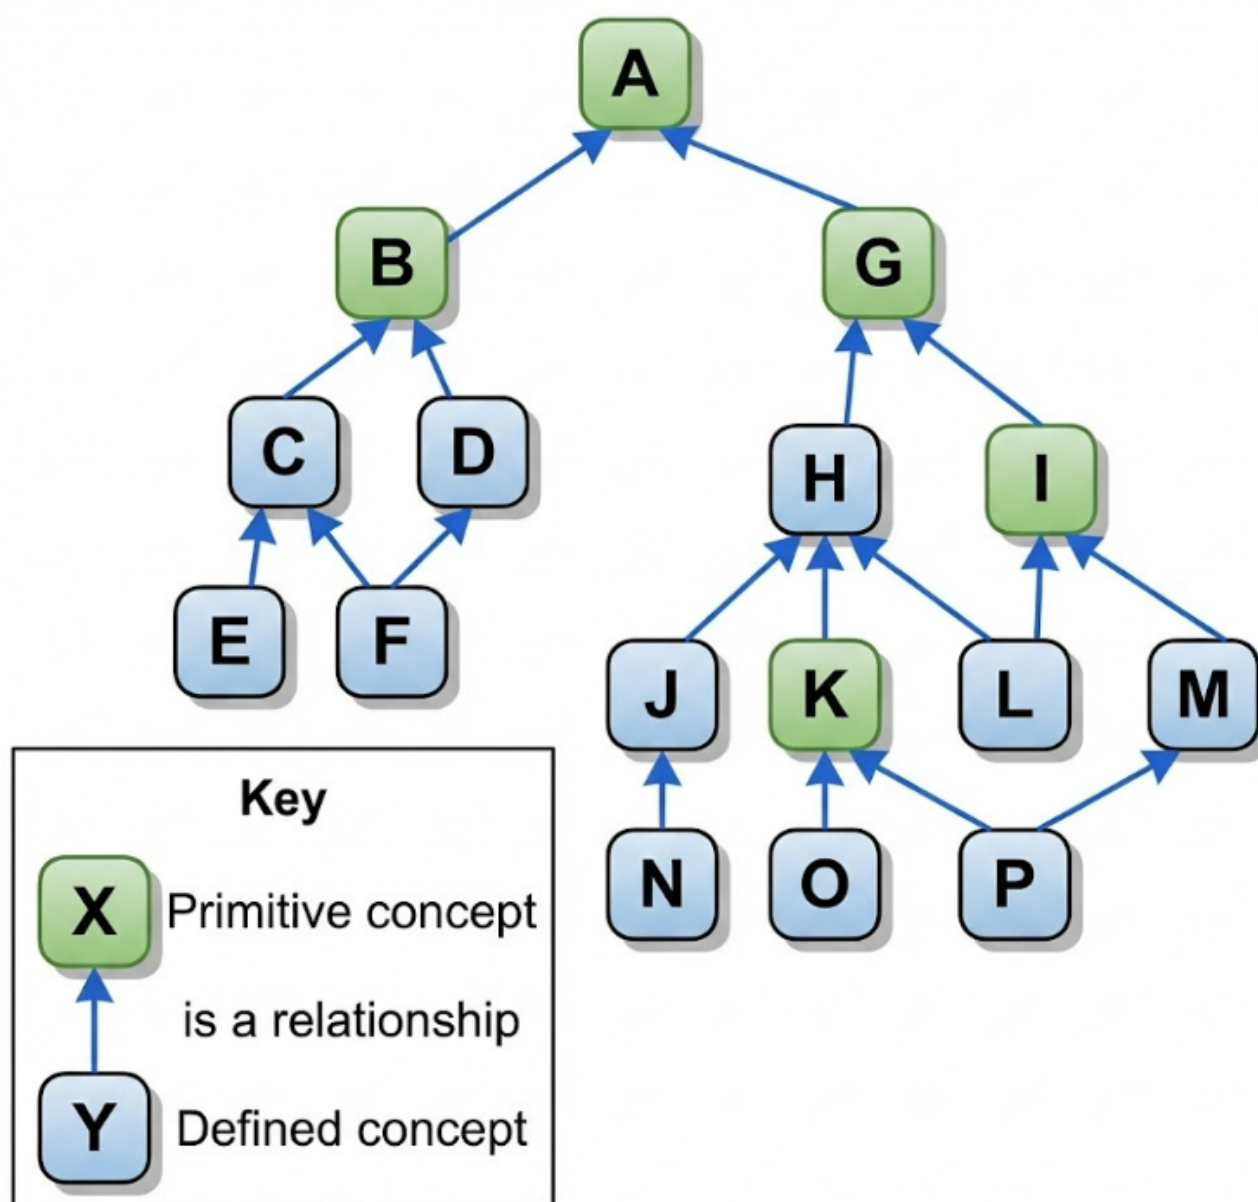 A
B
G
C
D
H
I
E
F
J
K
L
M
N
O
P
Key
X
Primitive concept
is a relationship
Y
Defined concept